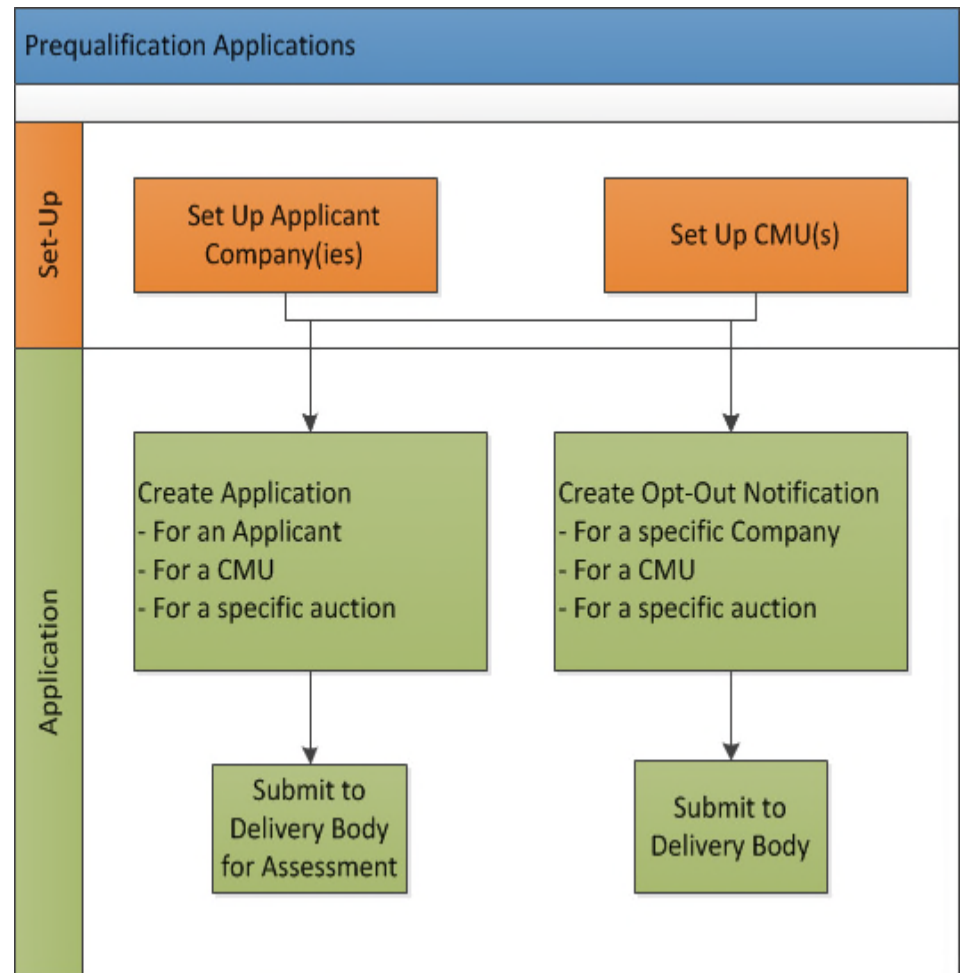 Prequalification Applications
Set-Up
Set Up Applicant
Company(ies)
Set Up CMU(s)
Application
Create Application
- For an Applicant
- For a CMU
- For a specific auction
Create Opt-Out Notification
- For a specific Company
- For a CMU
- For a specific auction
Submit to
Delivery Body
for Assessment
Submit to
Delivery Body